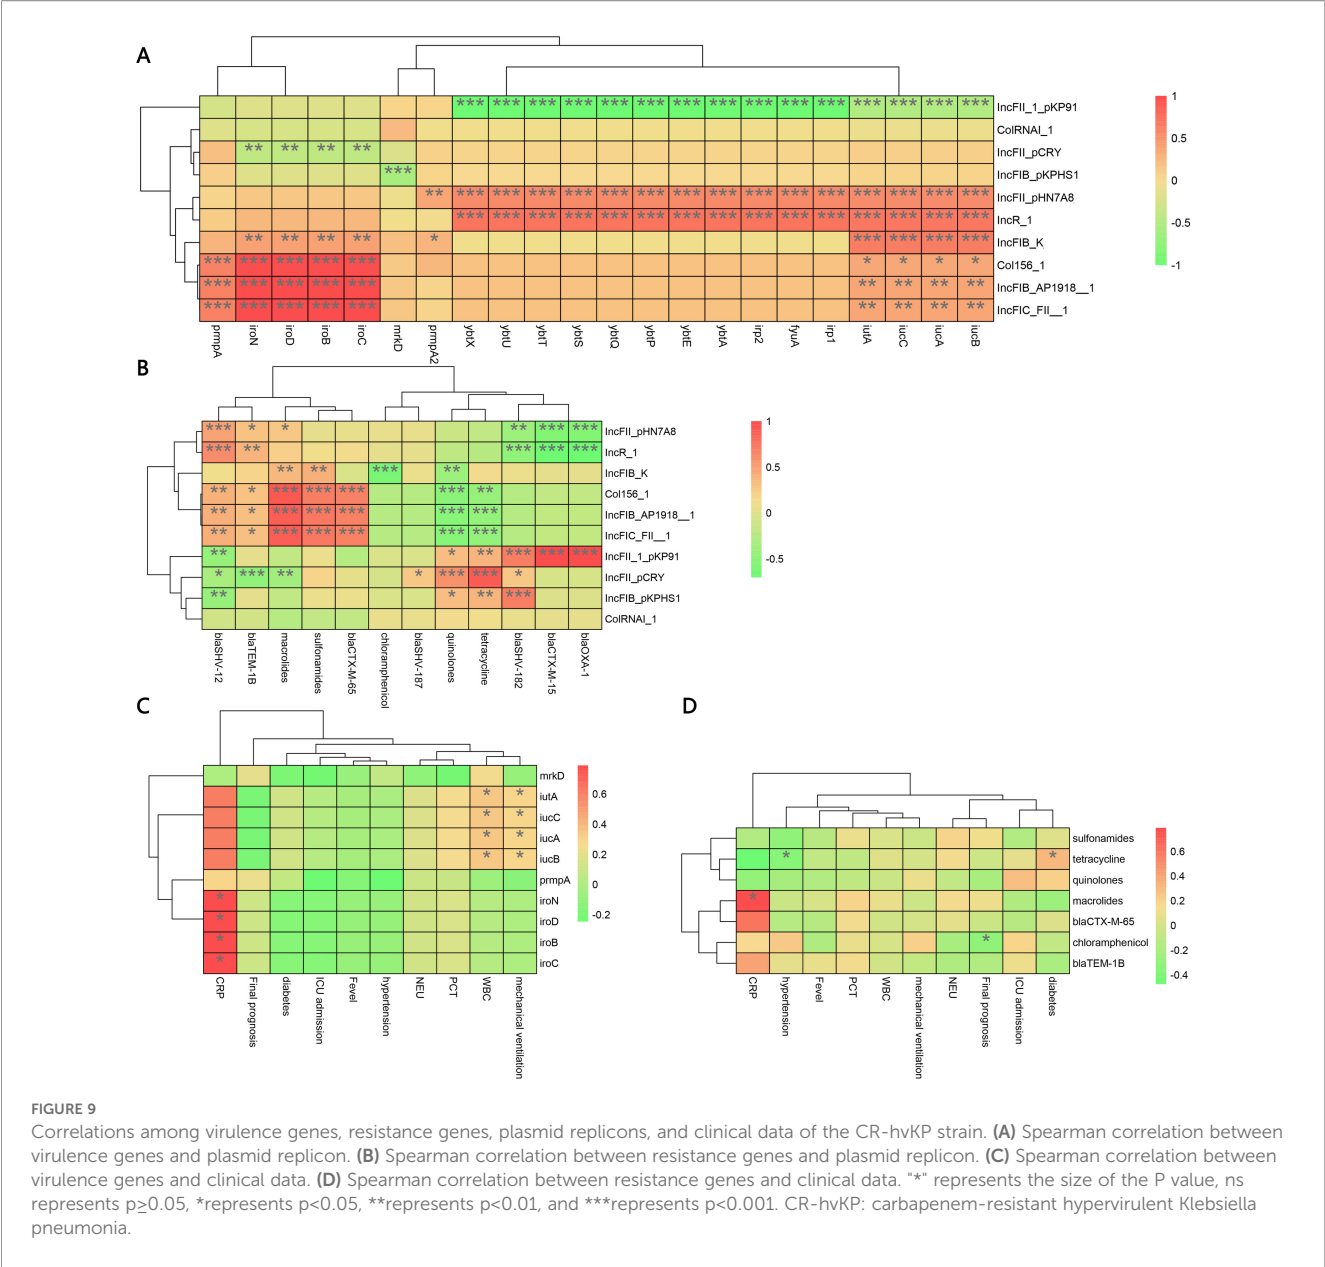 A
*** *** *** *** *** *** *** *** *** *** *** *** *** *** ***
IncFII_1_pKP91
ColRNAI_1
** ** ** **
IncFII_pCRY
***
IncFIB_pKPHS1
** *** *** *** *** *** *** *** *** *** *** *** *** *** *** ***
IncFII_pHN7A8
*** *** *** *** *** *** *** *** *** *** *** *** *** *** ***
IncR_1
** ** ** ** * *** *** *** ***
IncFIB_K
*** *** *** *** *** * * * *
Col156_1
*** *** *** *** *** ** ** ** **
IncFIB_AP1918__1
*** *** *** *** *** ** ** ** **
IncFIC_FII__1
prmpA
iroN
iroD
iroB
iroC
mrkD
prmpA2
ybtX
ybtU
ybtT
ybtS
ybtQ
ybtP
ybtE
ybtA
irp2
fyuA
irp1
iutA
iucC
iucA
iucB
1
0.5
0
-0.5
-1
B
*** * * ** *** ***
IncFII_pHN7A8
*** ** *** *** ***
IncR_1
** ** *** **
IncFIB_K
** * *** *** *** *** **
Col156_1
** * *** *** *** *** ***
IncFIB_AP1918__1
** * *** *** *** *** ***
IncFIC_FII__1
** * ** *** *** ***
IncFII_1_pKP91
* *** ** * *** *** *
IncFII_pCRY
** * ** ***
IncFIB_pKPHS1
ColRNAI_1
blaSHV-12
blaTEM-1B
macrolides
sulfonamides
blaCTX-M-65
chloramphenicol
blaSHV-187
quinolones
tetracycline
blaSHV-182
blaCTX-M-15
blaOXA-1
1
0.5
0
-0.5
C
mrkD
* *
iutA
* *
iucC
* *
iucA
* *
iucB
prmpA
*
iroN
*
iroD
*
iroB
*
iroC
CRP
Final prognosis
diabetes
ICU admission
Fevel
hypertension
NEU
PCT
WBC
mechanical ventilation
0.6
0.4
0.2
0
-0.2
D
sulfonamides
* *
tetracycline
quinolones
*
macrolides
blaCTX-M-65
*
chloramphenicol
blaTEM-1B
CRP
hypertension
Fevel
PCT
WBC
mechanical ventilation
NEU
Final prognosis
ICU admission
diabetes
0.6
0.4
0.2
0
-0.2
-0.4
FIGURE 9
Correlations among virulence genes, resistance genes, plasmid replicons, and clinical data of the CR-hvKP strain. (A) Spearman correlation between
virulence genes and plasmid replicon. (B) Spearman correlation between resistance genes and plasmid replicon. (C) Spearman correlation between
virulence genes and clinical data. (D) Spearman correlation between resistance genes and clinical data. "*" represents the size of the P value, ns
represents p≥0.05, *represents p<0.05, **represents p<0.01, and ***represents p<0.001. CR-hvKP: carbapenem-resistant hypervirulent Klebsiella
pneumonia.